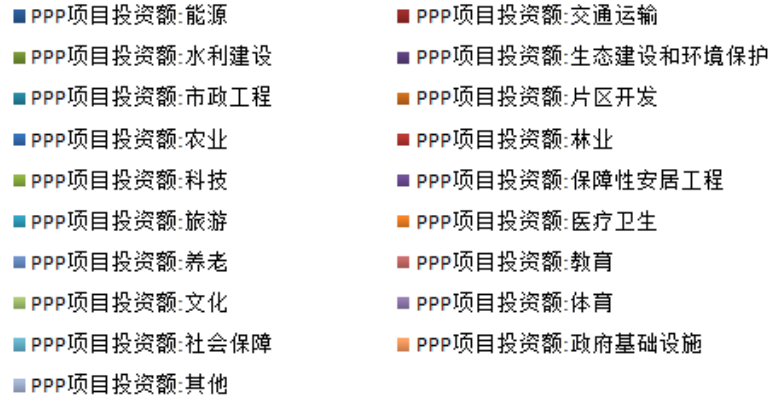 PPP项目投资额:能源 PPP项目投资额:交通运输
PPP项目投资额:水利建设 PPP项目投资额:生态建设和环境保护
PPP项目投资额:市政工程 PPP项目投资额:片区开发
PPP项目投资额:农业 PPP项目投资额:林业
PPP项目投资额:科技 PPP项目投资额:保障性安居工程
PPP项目投资额:旅游 PPP项目投资额:医疗卫生
PPP项目投资额:养老 PPP项目投资额:教育
PPP项目投资额:文化 PPP项目投资额:体育
PPP项目投资额:社会保障 PPP项目投资额:政府基础设施
PPP项目投资额:其他